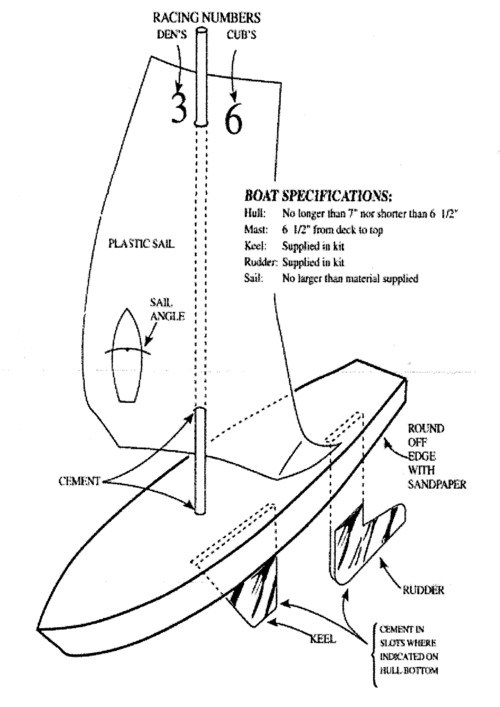 RACING NUMBERS
DEN'S CUB'S
3 6
BOAT SPECIFICATIONS:
Hull: No longer than 7" nor shorter than 6 1/2"
Mast: 6 1/2" from deck to top
Keel: Supplied in kit
Rudder: Supplied in kit
Sail: No larger than material supplied
PLASTIC SAIL
SAIL
ANGLE
CEMENT
ROUND
OFF
EDGE
WITH
SANDPAPER
RUDDER
KEEL
CEMENT IN
SLOTS WHERE
INDICATED ON
HULL BOTTOM